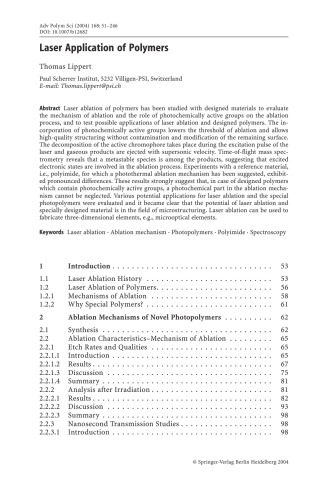 Adv Polym Sci (2004) 168: 51–246
DOI: 10.1007/b12682
Laser Application of Polymers
Thomas Lippert
Paul Scherrer Institut, 5232 Villigen-PSI, Switzerland
E-mail: Thomas.lippert@psi.ch
Abstract Laser ablation of polymers has been studied with designed materials to evaluate
the mechanism of ablation and the role of photochemically active groups on the ablation
process, and to test possible applications of laser ablation and designed polymers. The in-
corporation of photochemically active groups lowers the threshold of ablation and allows
high-quality structuring without contamination and modification of the remaining surface.
The decomposition of the active chromophore takes place during the excitation pulse of the
laser and gaseous products are ejected with supersonic velocity. Time-of-flight mass spec-
trometry reveals that a metastable species is among the products, suggesting that excited
electronic states are involved in the ablation process. Experiments with a reference material,
i.e., polyimide, for which a photothermal ablation mechanism has been suggested, exhibit-
ed pronounced differences. These results strongly suggest that, in case of designed polymers
which contain photochemically active groups, a photochemical part in the ablation mecha-
nism cannot be neglected. Various potential applications for laser ablation and the special
photopolymers were evaluated and it became clear that the potential of laser ablation and
specially designed material is in the field of microstructuring. Laser ablation can be used to
fabricate three-dimensional elements, e.g., microoptical elements.
Keywords Laser ablation · Ablation mechanism · Photopolymers · Polyimide · Spectroscopy
1 Introduction . . . . . . . . . . . . . . . . . . . . . . . . . . . . . . . . 53
1.1 Laser Ablation History . . . . . . . . . . . . . . . . . . . . . . . . . 53
1.2 Laser Ablation of Polymers. . . . . . . . . . . . . . . . . . . . . . . 56
1.2.1 Mechanisms of Ablation . . . . . . . . . . . . . . . . . . . . . . . . 58
1.2.2 Why Special Polymers? . . . . . . . . . . . . . . . . . . . . . . . . . 61
2 Ablation Mechanisms of Novel Photopolymers . . . . . . . . . . 62
2.1 Synthesis . . . . . . . . . . . . . . . . . . . . . . . . . . . . . . . . . 62
2.2 Ablation Characteristics–Mechanism of Ablation . . . . . . . . . 65
2.2.1 Etch Rates and Qualities . . . . . . . . . . . . . . . . . . . . . . . . 65
2.2.1.1 Introduction . . . . . . . . . . . . . . . . . . . . . . . . . . . . . . . . 65
2.2.1.2 Results . . . . . . . . . . . . . . . . . . . . . . . . . . . . . . . . . . . 67
2.2.1.3 Discussion . . . . . . . . . . . . . . . . . . . . . . . . . . . . . . . . 75
2.2.1.4 Summary . . . . . . . . . . . . . . . . . . . . . . . . . . . . . . . . . 81
2.2.2 Analysis after Irradiation . . . . . . . . . . . . . . . . . . . . . . . . 81
2.2.2.1 Results . . . . . . . . . . . . . . . . . . . . . . . . . . . . . . . . . . . 82
2.2.2.2 Discussion . . . . . . . . . . . . . . . . . . . . . . . . . . . . . . . . 93
2.2.2.3 Summary . . . . . . . . . . . . . . . . . . . . . . . . . . . . . . . . . 98
2.2.3 Nanosecond Transmission Studies . . . . . . . . . . . . . . . . . . 98
2.2.3.1 Introduction . . . . . . . . . . . . . . . . . . . . . . . . . . . . . . . . 98
© Springer-Verlag Berlin Heidelberg 2004